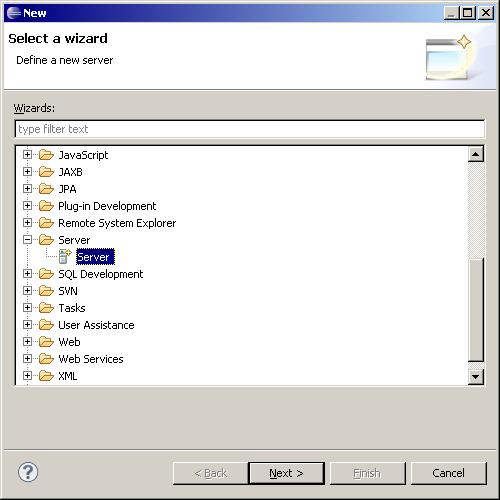 New
Select a wizard
Define a new server
Wizards:
type filter text
JavaScript
JAXB
JPA
Plug-in Development
Remote System Explorer
Server
Server
SQL Development
SVN
Tasks
User Assistance
Web
Web Services
XML
?
< Back
Next >
Finish
Cancel